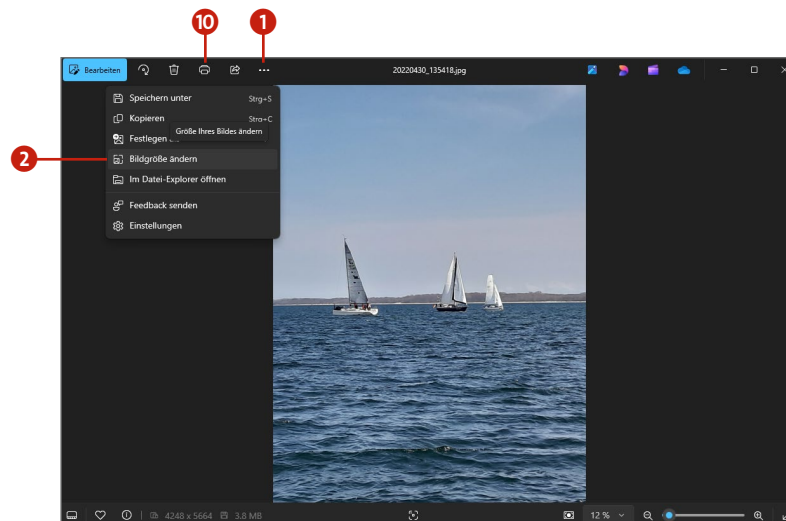 10
1
Bearbeiten
20220430_135418.jpg
Speichern unter Strg+S
Kopieren Strg+C
Größe Ihres Bildes ändern
Festlegen
2
Bildgröße ändern
Im Datei-Explorer öffnen
Feedback senden
Einstellungen
4248 x 5664 3.8 MB
12 %